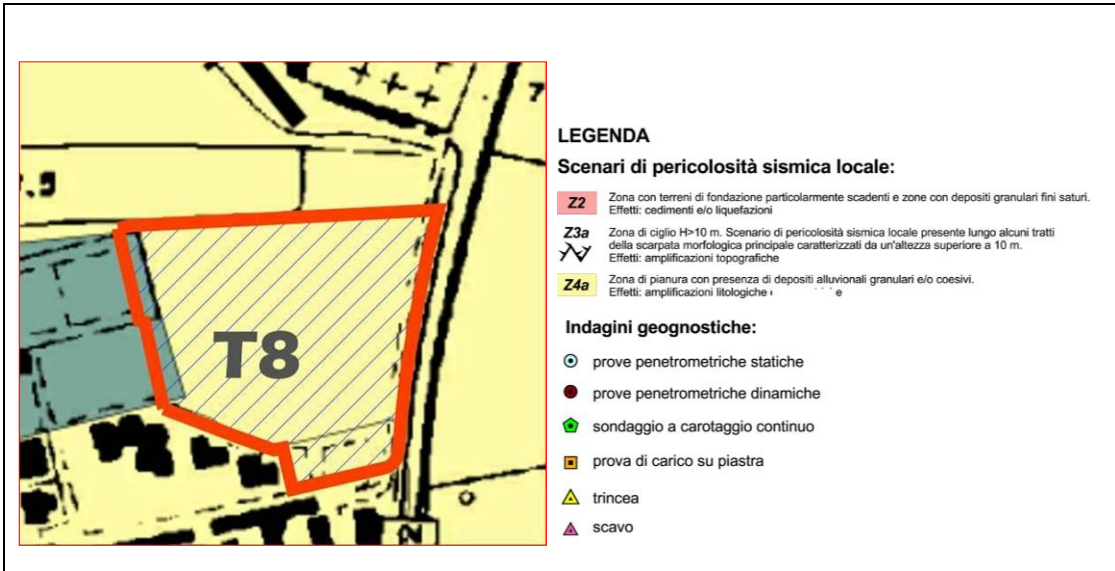 T8
LEGENDA
Scenari di pericolosità sismica locale:
Z2
Zona con terreni di fondazione particolarmente scadenti e zone con depositi granulari fini saturi.
Effetti: cedimenti e/o liquefazioni
Z3a
Zona di ciglio H>10 m. Scenario di pericolosità sismica locale presente lungo alcuni tratti
della scarpata morfologica principale caratterizzati da un'altezza superiore a 10 m.
Effetti: amplificazioni topografiche
Z4a
Zona di pianura con presenza di depositi alluvionali granulari e/o coesivi.
Effetti: amplificazioni litologiche
Indagini geognostiche:
prove penetrometriche statiche
prove penetrometriche dinamiche
sondaggio a carotaggio continuo
prova di carico su piastra
trincea
scavo